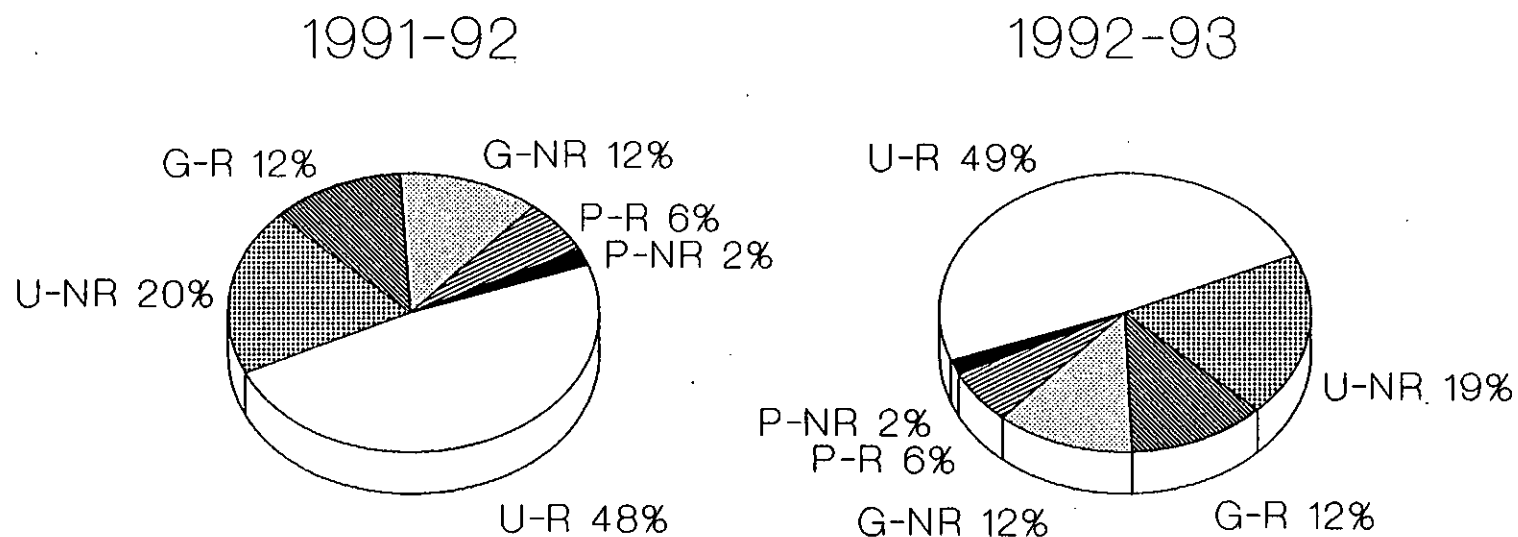 1991-92
G-R 12%
G-NR 12%
P-R 6%
P-NR 2%
U-NR 20%
U-R 48%
1992-93
U-R 49%
U-NR 19%
P-NR 2%
P-R 6%
G-NR 12%
G-R 12%